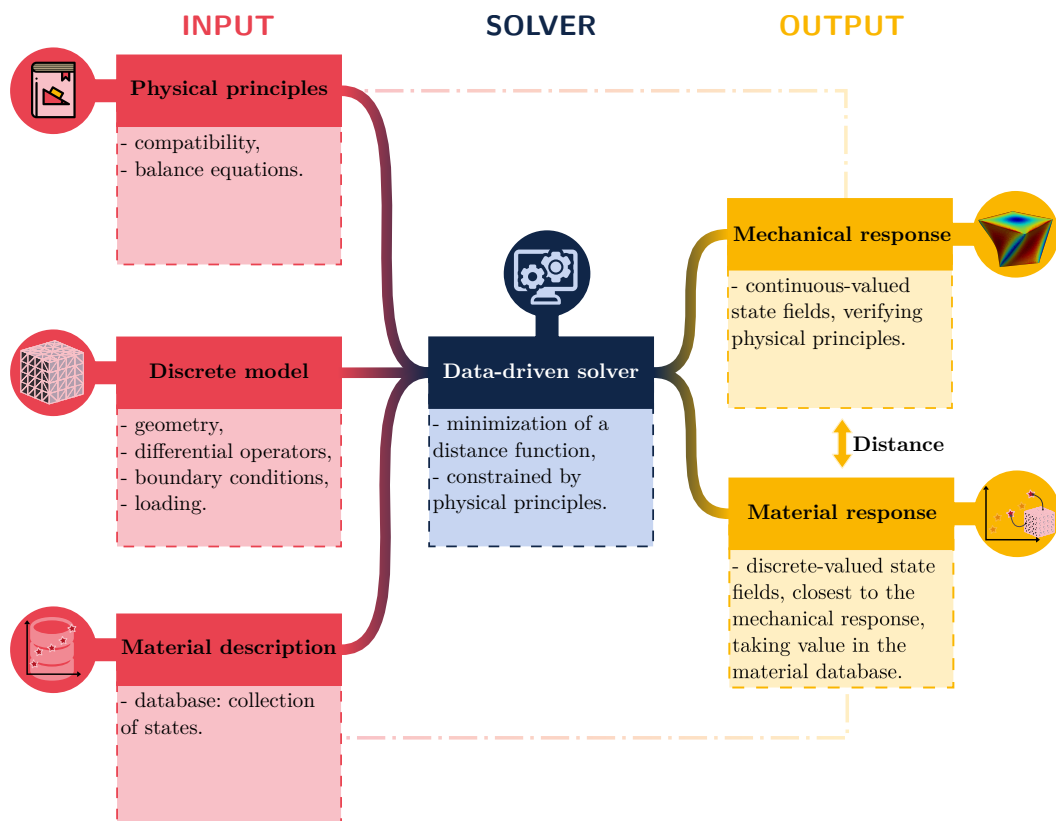 INPUT
SOLVER
OUTPUT
Physical principles
- compatibility,
- balance equations.
Discrete model
- geometry,
- differential operators,
- boundary conditions,
- loading.
Material description
- database: collection
of states.
Data-driven solver
- minimization of a
distance function,
- constrained by
physical principles.
Mechanical response
- continuous-valued
state fields, verifying
physical principles.
Distance
Material response
- discrete-valued state
fields, closest to the
mechanical response,
taking value in the
material database.